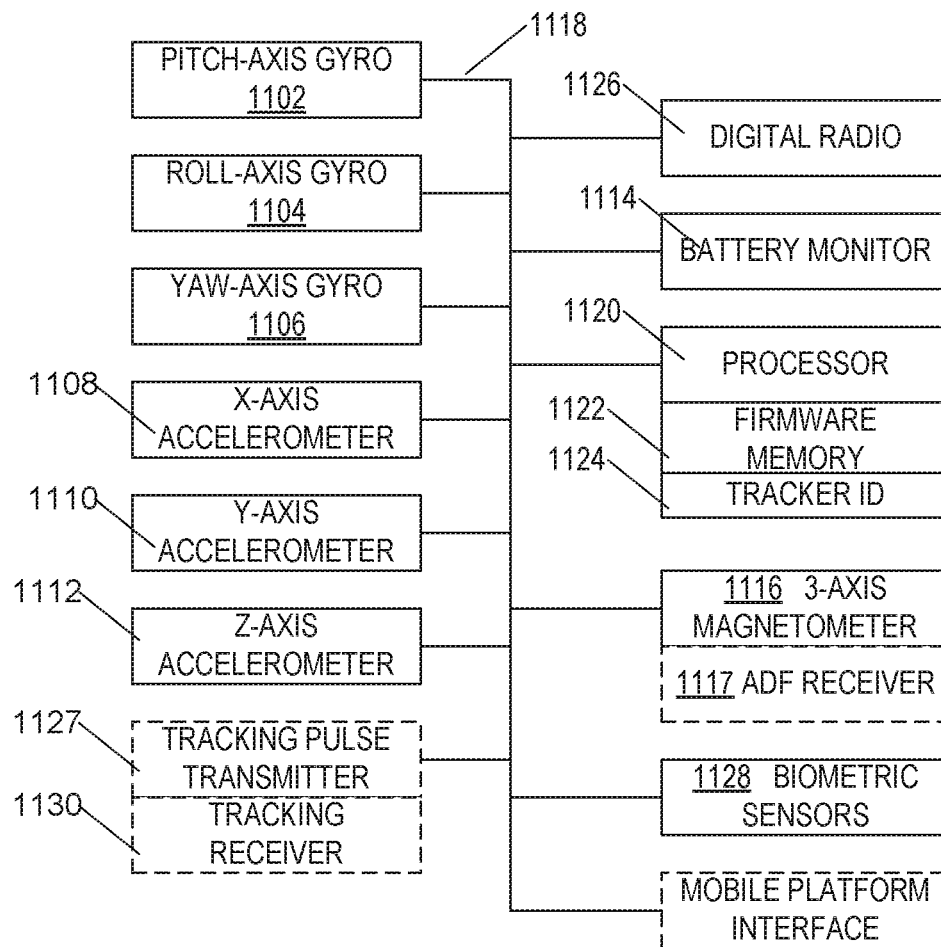 1118
PITCH-AXIS GYRO
1102
ROLL-AXIS GYRO
1104
YAW-AXIS GYRO
1106
1108
X-AXIS
ACCELEROMETER
1110
Y-AXIS
ACCELEROMETER
1112
Z-AXIS
ACCELEROMETER
1127
TRACKING PULSE
TRANSMITTER
1130
TRACKING
RECEIVER
1126
DIGITAL RADIO
1114
BATTERY MONITOR
1120
PROCESSOR
1122
FIRMWARE
MEMORY
1124
TRACKER ID
1116 3-AXIS
MAGNETOMETER
1117 ADF RECEIVER
1128 BIOMETRIC
SENSORS
MOBILE PLATFORM
INTERFACE